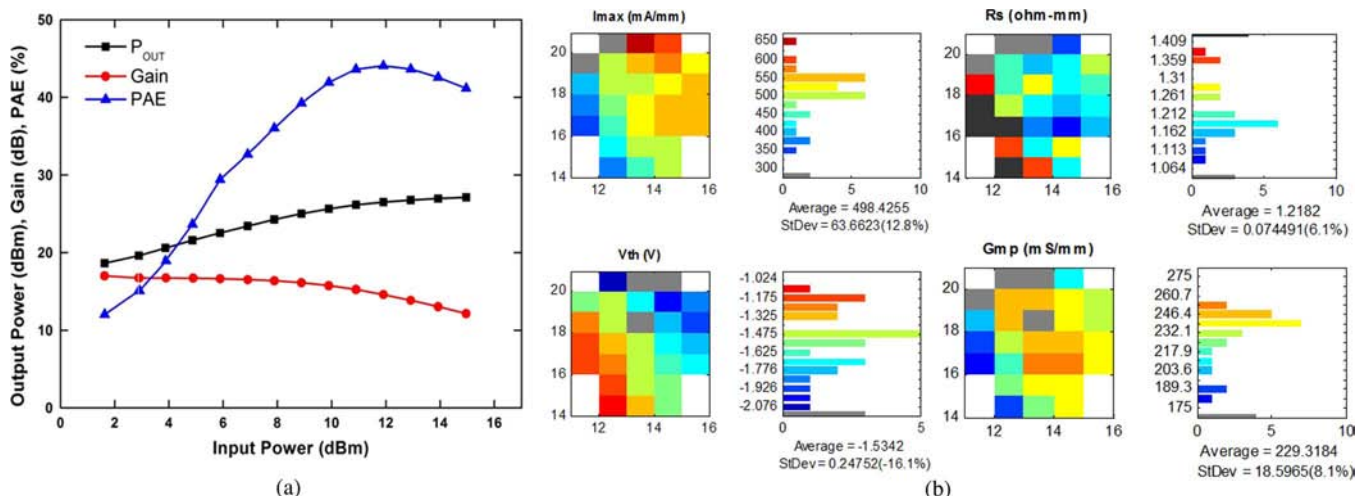 Output Power (dBm), Gain (dB), PAE (%)
50
40
30
20
10
0
P_OUT
Gain
PAE
0 2 4 6 8 10 12 14 16
Input Power (dBm)
(a)
Imax (mA/mm)
20
18
16
14
12 14 16
650
600
550
500
450
400
350
300
0 2 4 6 8
Average = 498.4255
StDev = 63.6623(12.8%)
Rs (ohm-mm)
20
18
16
14
12 14 16
1.409
1.359
1.31
1.261
1.212
1.162
1.113
1.064
0 5 10
Average = 1.2182
StDev = 0.074491(6.1%)
Vth (V)
20
18
16
14
12 14 16
-1.024
-1.175
-1.325
-1.475
-1.625
-1.776
-1.926
-2.076
0 5
Average = -1.5342
StDev = 0.24752(-16.1%)
Gmp (mS/mm)
20
18
16
14
12 14 16
275
260.7
246.4
232.1
217.9
203.6
189.3
175
0 5 10
Average = 229.3184
StDev = 18.5965(8.1%)
(b)